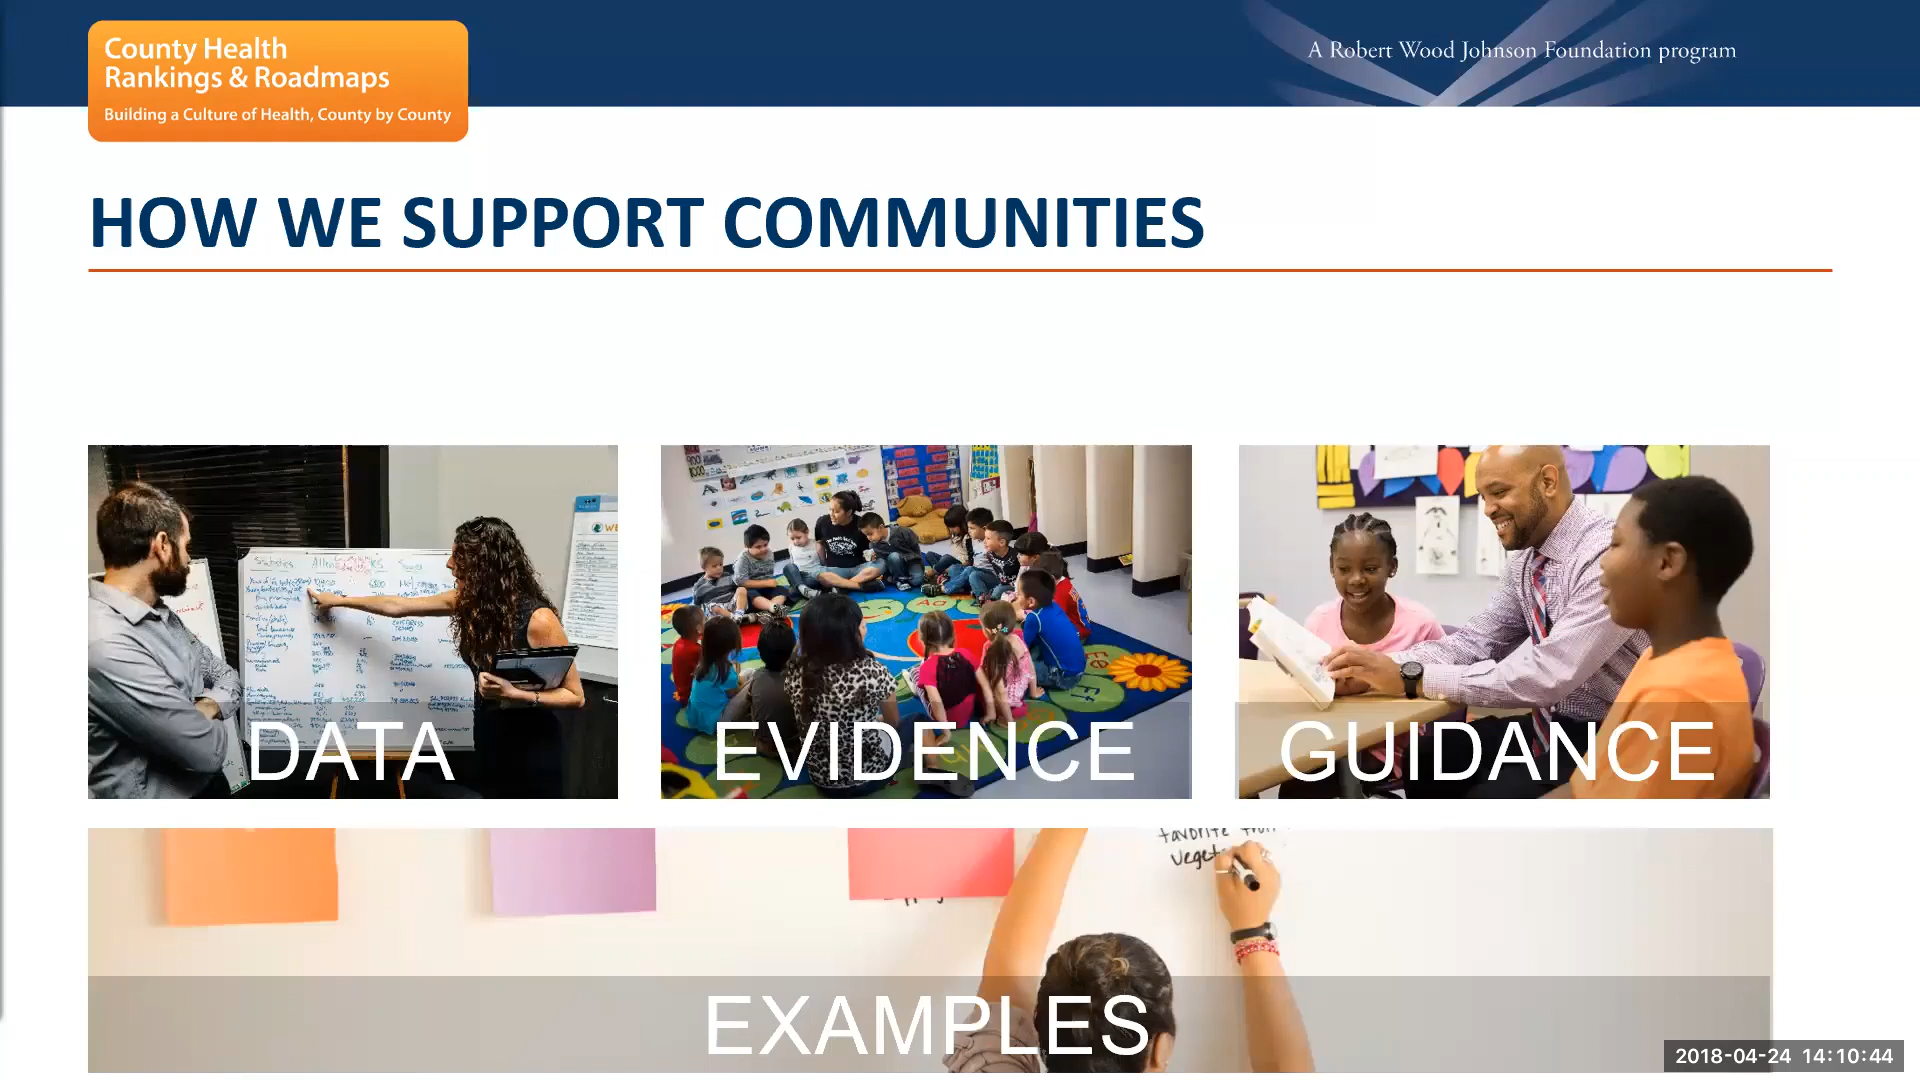 County Health
Rankings & Roadmaps
Building a Culture of Health, County by County
A Robert Wood Johnson Foundation program
HOW WE SUPPORT COMMUNITIES
DATA
EVIDENCE
GUIDANCE
favorite
EXAMPLES
2018-04-24 14:10:44